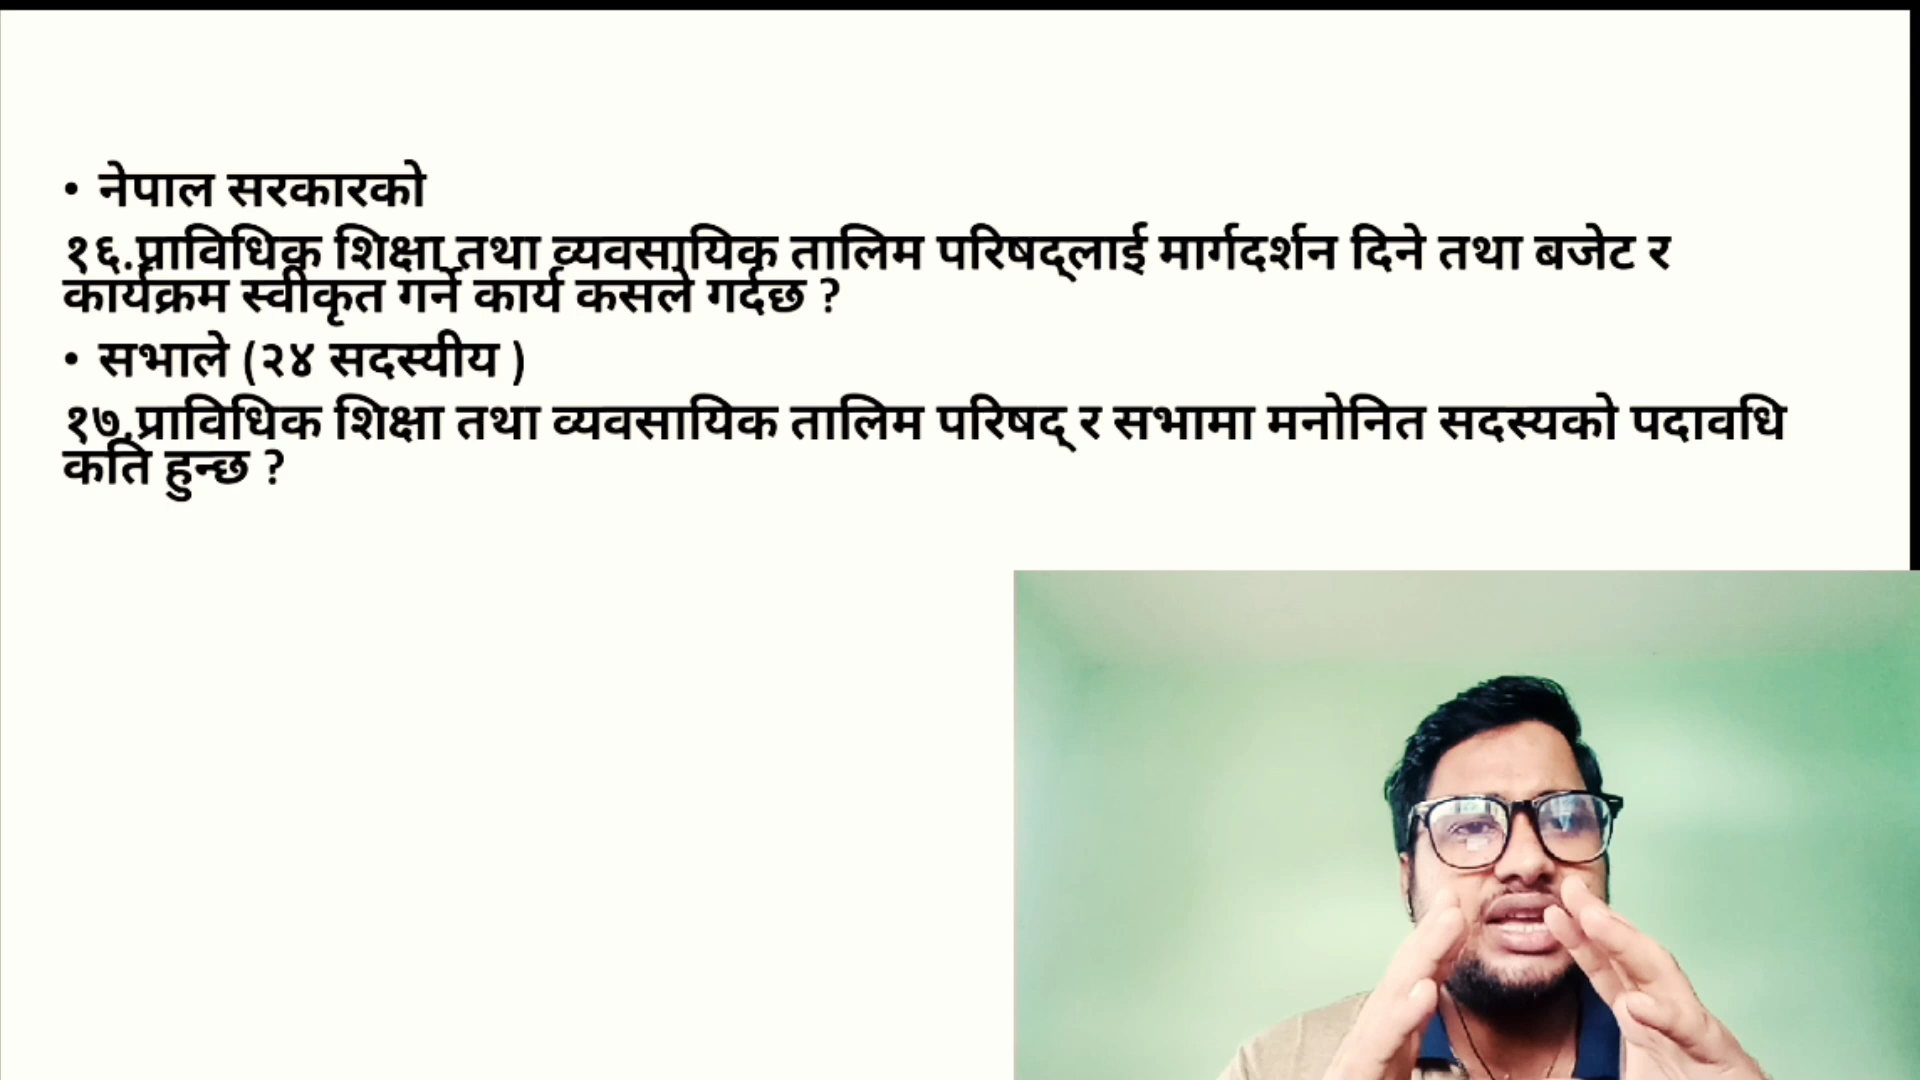 • नेपाल सरकारको
१६.प्राविधिक शिक्षा तथा व्यवसायिक तालिम परिषद्लाई मार्गदर्शन दिने तथा बजेट र
कार्यक्रम स्वीकृत गर्ने कार्य कसले गर्दछ ?
• सभाले (२४ सदस्यीय )
१७.प्राविधिक शिक्षा तथा व्यवसायिक तालिम परिषद् र सभामा मनोनित सदस्यको पदावधि
कति हुन्छ ?